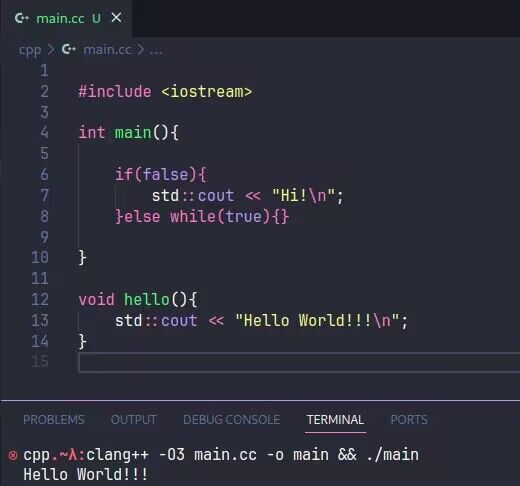 main.cc U ×
cpp > main.cc > ...
1
2 #include <iostream>
3
4 int main(){
5
6 if(false){
7 std::cout << "Hi!\n";
8 }else while(true){}
9
10 }
11
12 void hello(){
13 std::cout << "Hello World!!!\n";
14 }
15
PROBLEMS OUTPUT DEBUG CONSOLE TERMINAL PORTS
cpp.~λ:clang++ -O3 main.cc -o main && ./main
Hello World!!!